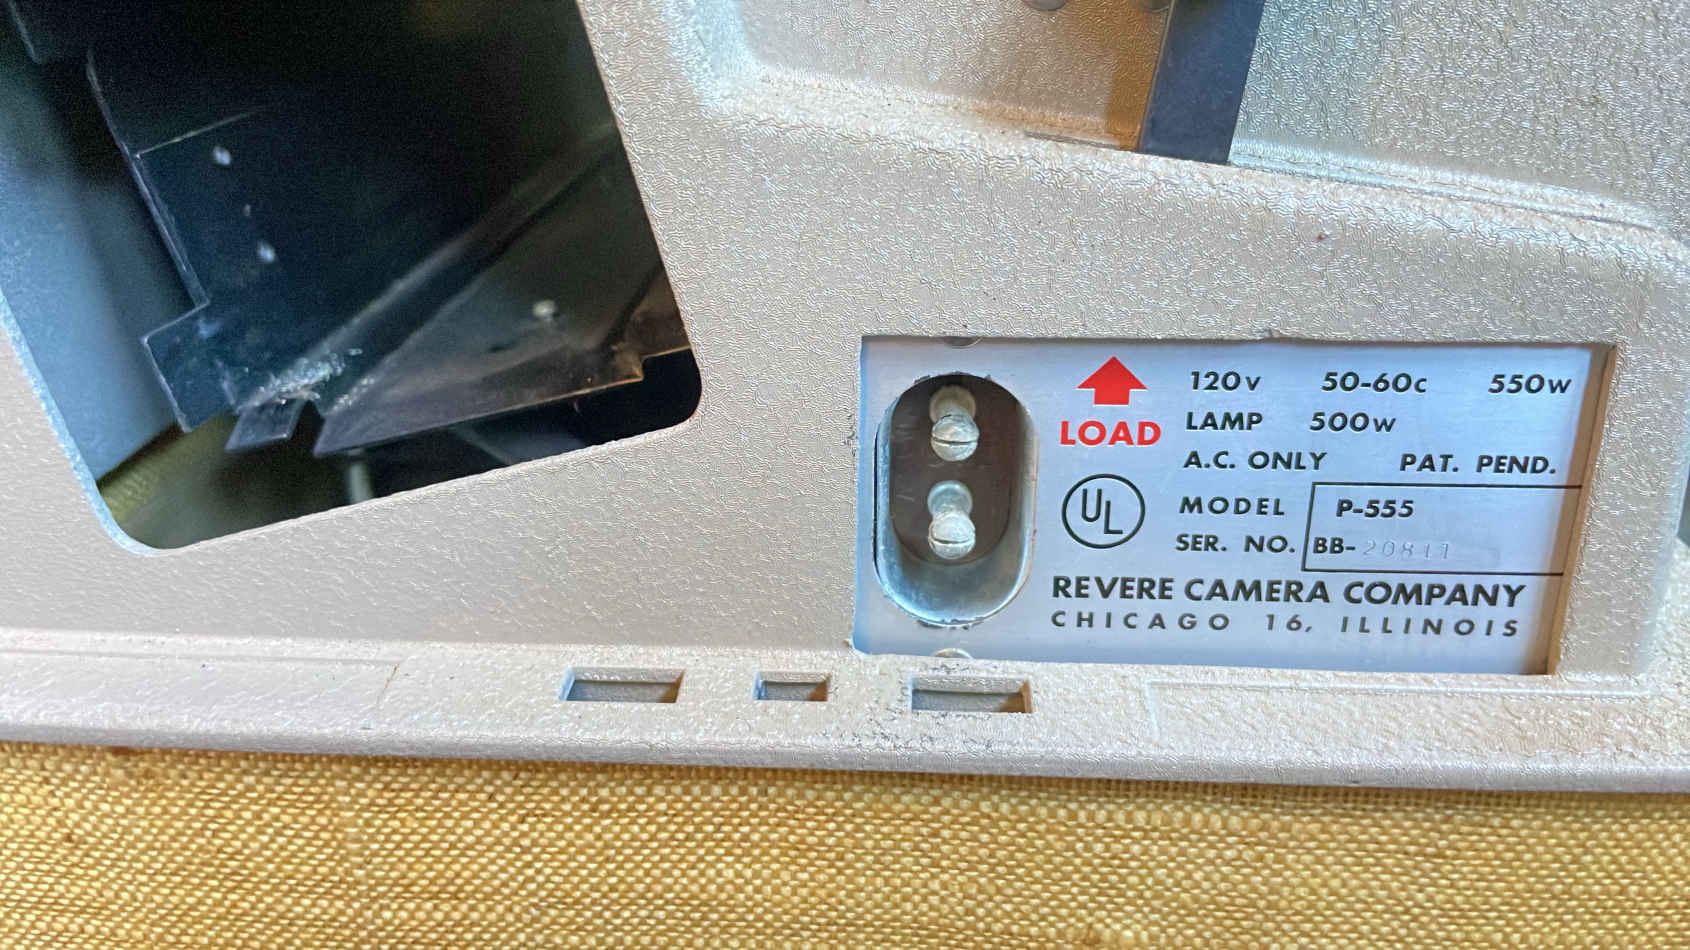 LOAD
120V 50-60C 550W
LAMP 500W
A.C. ONLY PAT. PEND.
UL
MODEL P-555
SER. NO. BB-20811
REVERE CAMERA COMPANY
CHICAGO 16, ILLINOIS